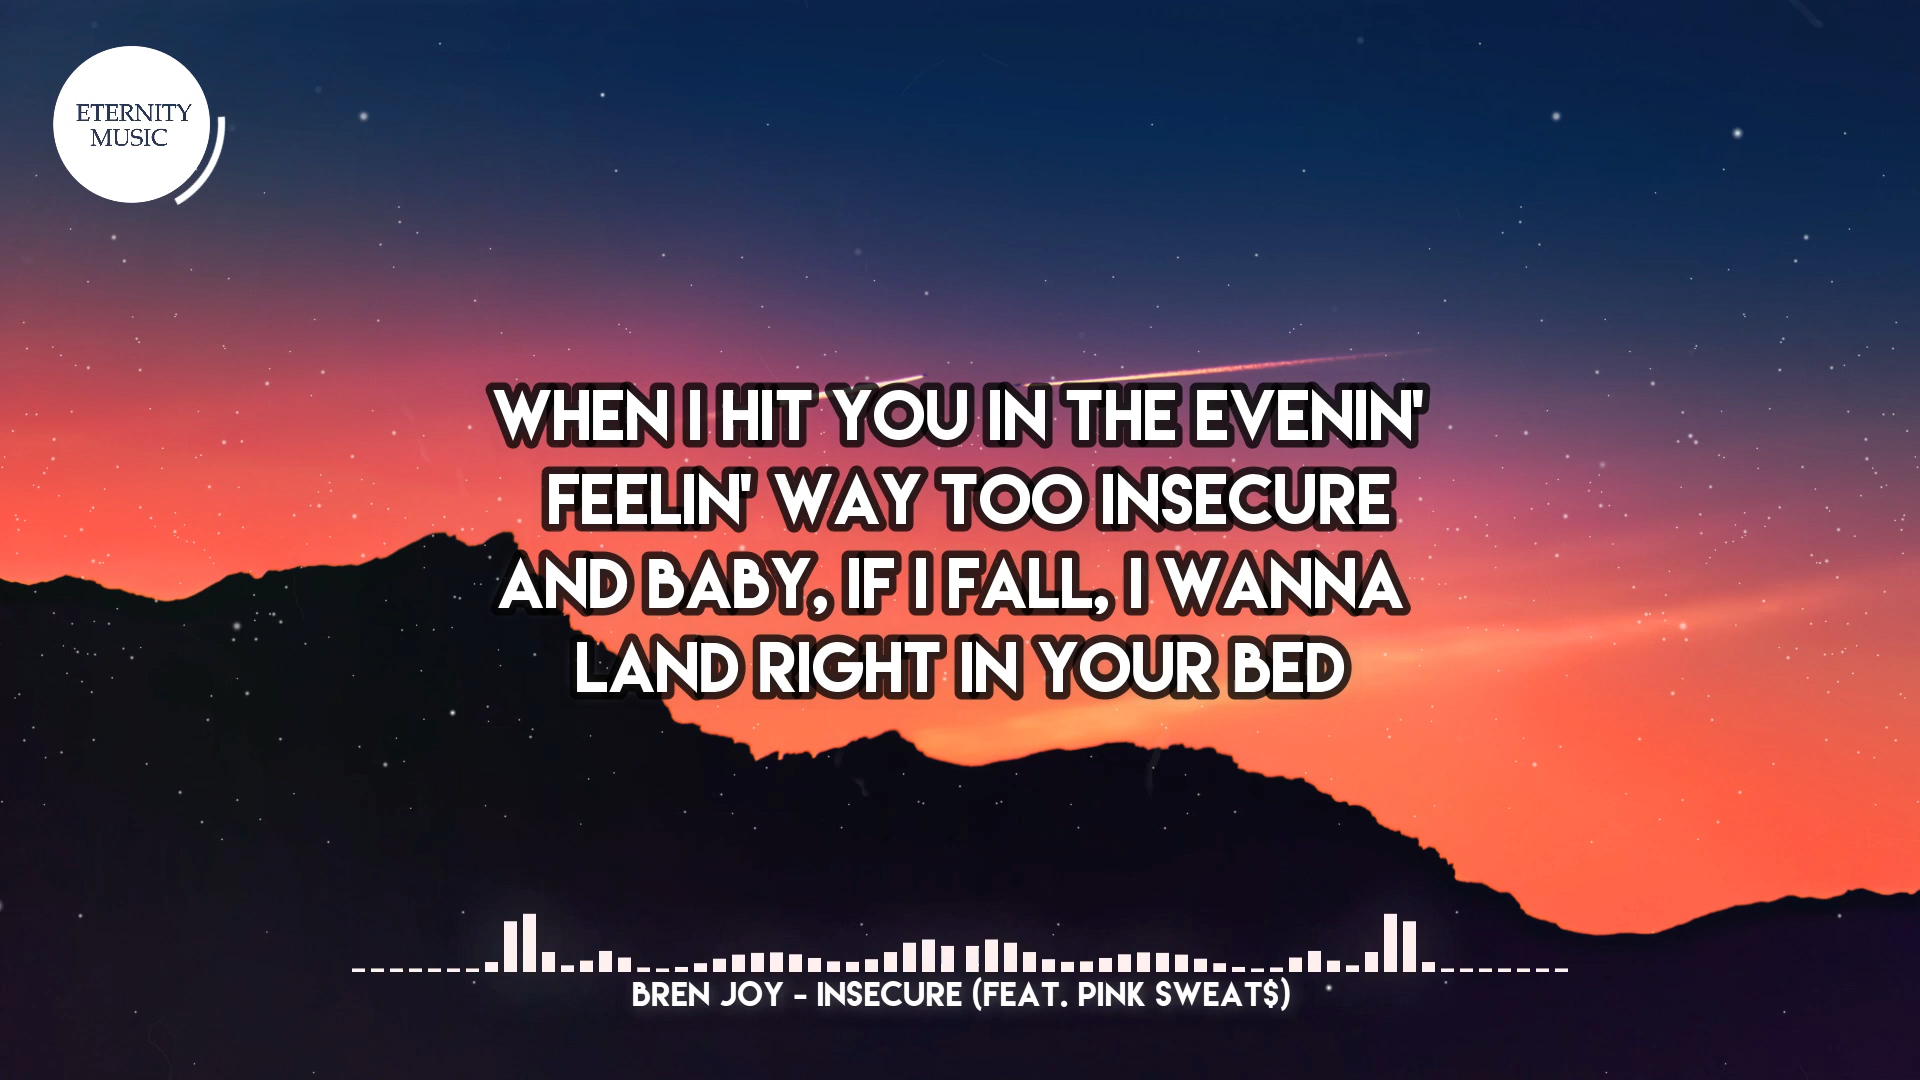 ETERNITY
MUSIC
WHEN I HIT YOU IN THE EVENIN'
FEELIN' WAY TOO INSECURE
AND BABY, IF I FALL, I WANNA
LAND RIGHT IN YOUR BED
BREN JOY - INSECURE (FEAT. PINK SWEAT$)